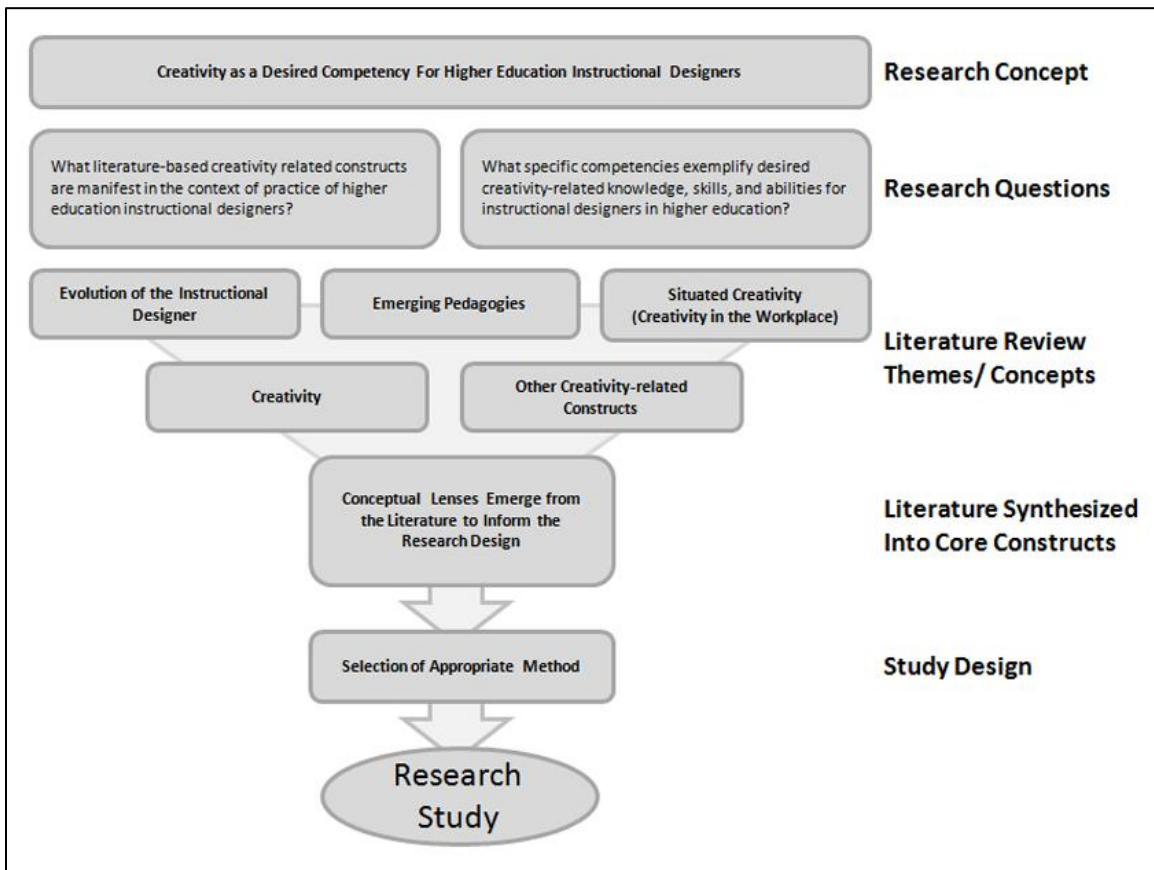 Creativity as a Desired Competency For Higher Education Instructional Designers
Research Concept
What literature-based creativity related constructs
are manifest in the context of practice of higher
education instructional designers?
What specific competencies exemplify desired
creativity-related knowledge, skills, and abilities for
instructional designers in higher education?
Research Questions
Evolution of the Instructional
Designer
Emerging Pedagogies
Situated Creativity
(Creativity in the Workplace)
Creativity
Other Creativity-related
Constructs
Literature Review
Themes/ Concepts
Conceptual Lenses Emerge from
the Literature to Inform the
Research Design
Literature Synthesized
Into Core Constructs
Selection of Appropriate Method
Study Design
Research
Study